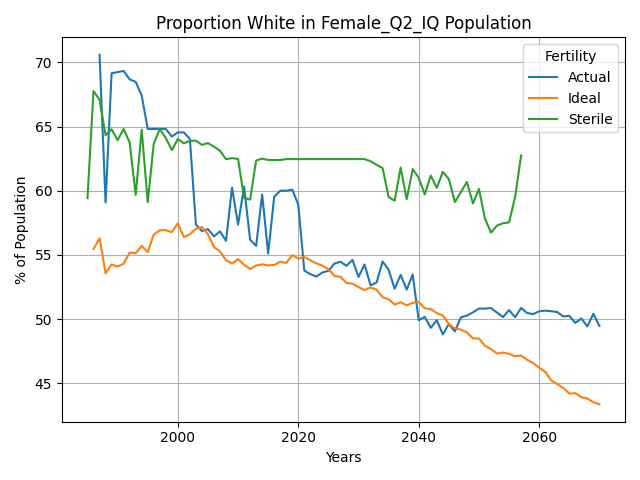 Proportion White in Female_Q2_IQ Population
Fertility
Actual
Ideal
Sterile
% of Population
70
65
60
55
50
45
2000
2020
2040
2060
Years